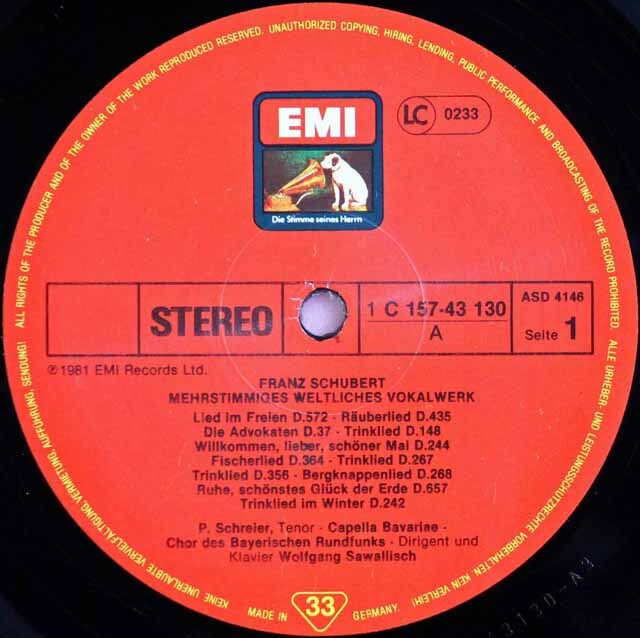 ALL RIGHTS OF THE PRODUCER AND OF THE OWNER OF THE WORK REPRODUCED RESERVED. UNAUTHORIZED COPYING, HIRING, LENDING, PUBLIC PERFORMANCE AND BROADCASTING OF THE RECORD PROHIBITED. ALLE URHEBER- UND LEISTUNGSSCHUTZRECHTE VORBEHALTEN KEIN VERLEIH! KEINE UNERLAUBTE VERVIELFÄLTIGUNG, VERMIETUNG, AUFFÜHRUNG, SENDUNG!
EMI
LC 0233
Die Stimme seines Herrn
STEREO
1 C 157-43 130
A
ASD 4146
Seite 1
℗1981 EMI Records Ltd.
FRANZ SCHUBERT
MEHRSTIMMIGES WELTLICHES VOKALWERK
Lied im Freien D.572 · Räuberlied D.435
Die Advokaten D.37 · Trinklied D.148
Willkommen, lieber, schöner Mai D.244
Fischerlied D.364 · Trinklied D.267
Trinklied D.356 · Bergknappenlied D.268
Ruhe, schönstes Glück der Erde D.657
Trinklied im Winter D.242
P. Schreier, Tenor · Capella Bavariae ·
Chor des Bayerischen Rundfunks · Dirigent und
Klavier Wolfgang Sawallisch
MADE IN 33 GERMANY.